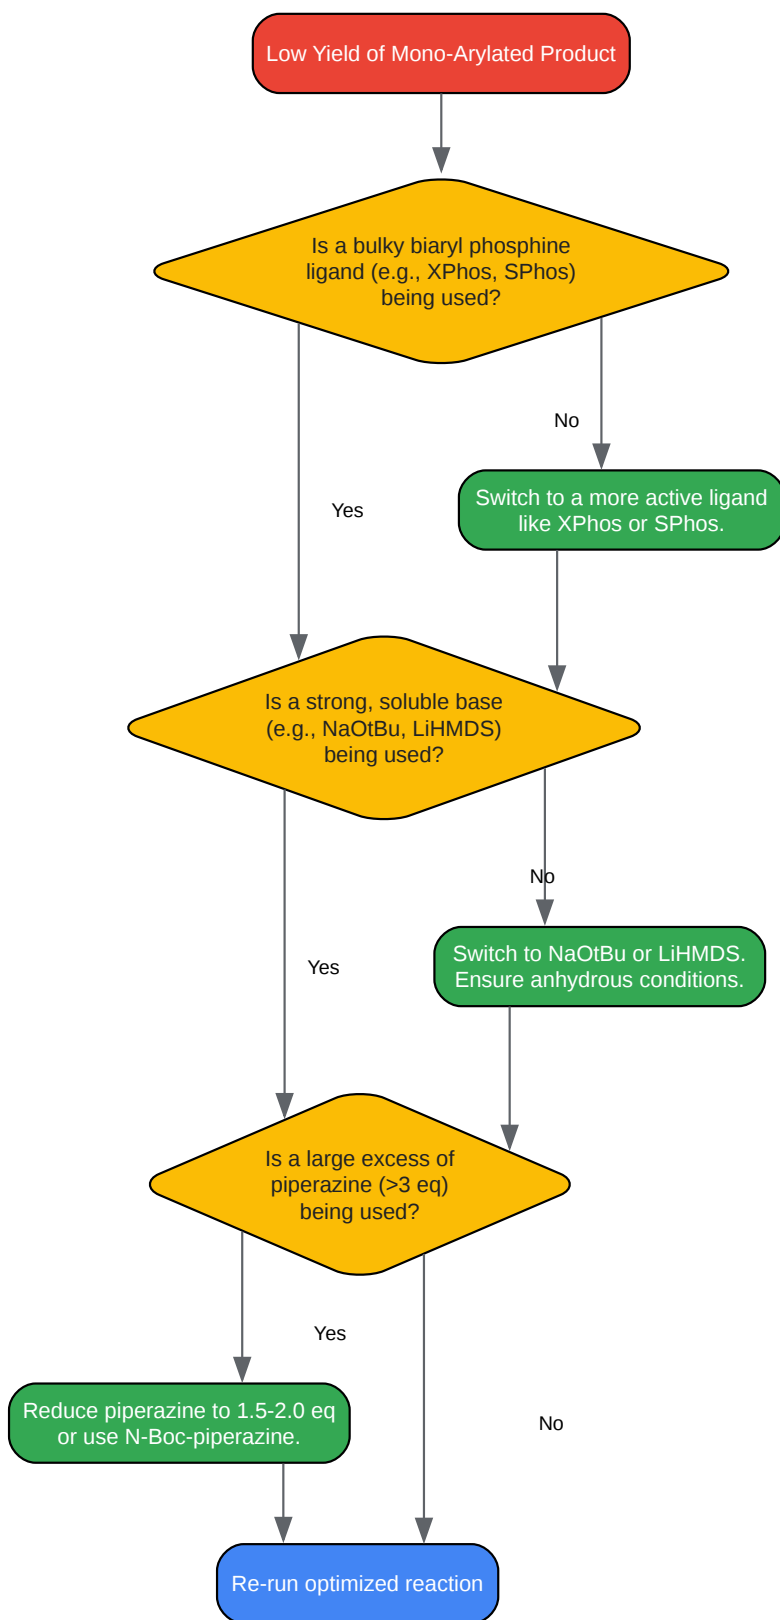 Low Yield of Mono-Arylated Product
Is a bulky biaryl phosphine
ligand (e.g., XPhos, SPhos)
being used?
No
Switch to a more active ligand
like XPhos or SPhos.
Yes
Is a strong, soluble base
(e.g., NaOtBu, LiHMDS)
being used?
No
Switch to NaOtBu or LiHMDS.
Ensure anhydrous conditions.
Yes
Is a large excess of
piperazine (>3 eq)
being used?
Yes
Reduce piperazine to 1.5-2.0 eq
or use N-Boc-piperazine.
No
Re-run optimized reaction